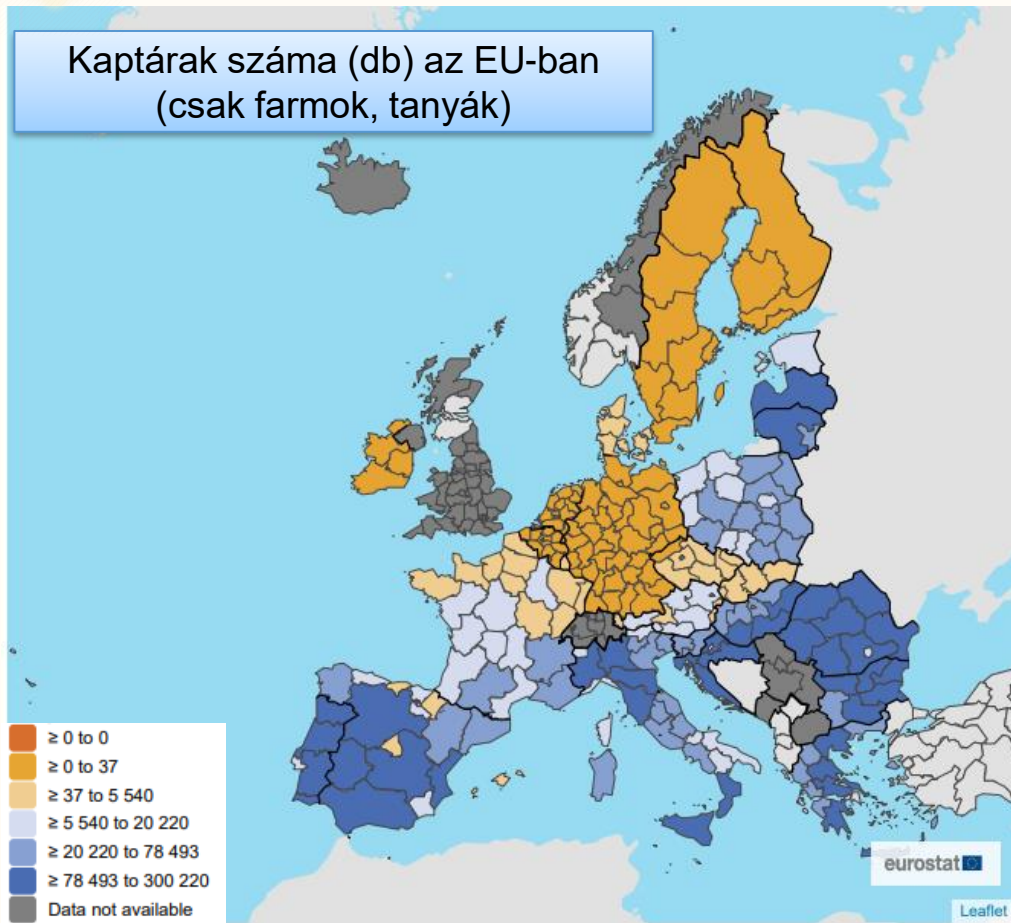 Kaptárak száma (db) az EU-ban
(csak farmok, tanyák)
≥ 0 to 0
≥ 0 to 37
≥ 37 to 5 540
≥ 5 540 to 20 220
≥ 20 220 to 78 493
≥ 78 493 to 300 220
Data not available
eurostat
Leaflet